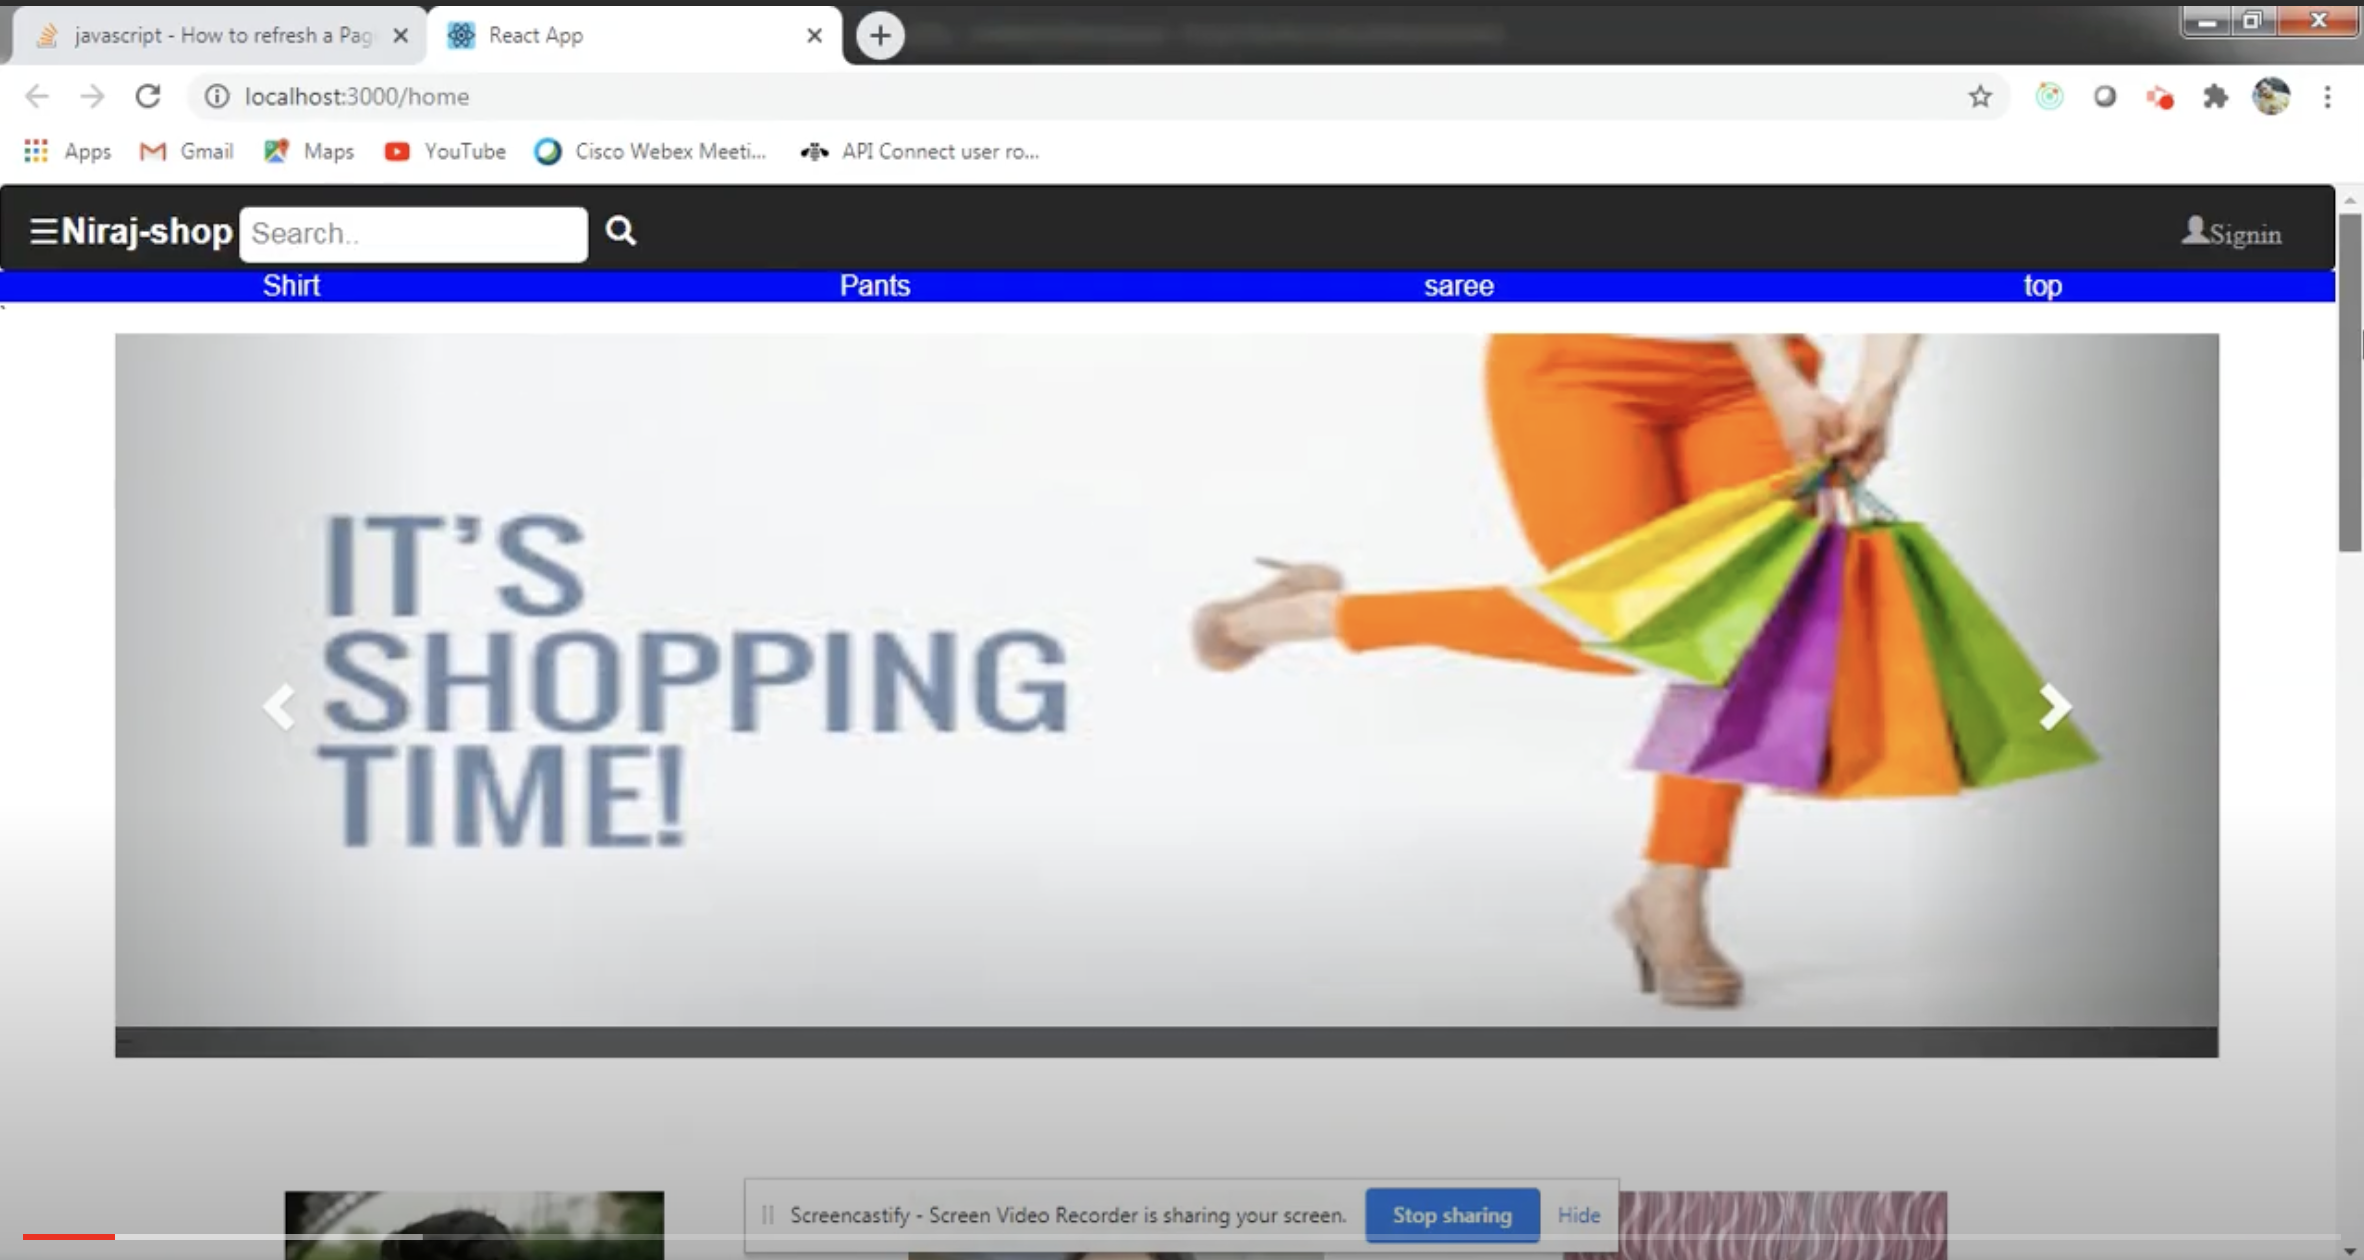 javascript - How to refresh a Pag
React App
localhost:3000/home
Apps
Gmail
Maps
YouTube
Cisco Webex Meeti...
API Connect user ro...
☰Niraj-shop
Search..
Signin
Shirt
Pants
saree
top
IT'S
SHOPPING
TIME!
Screencastify - Screen Video Recorder is sharing your screen.
Stop sharing
Hide